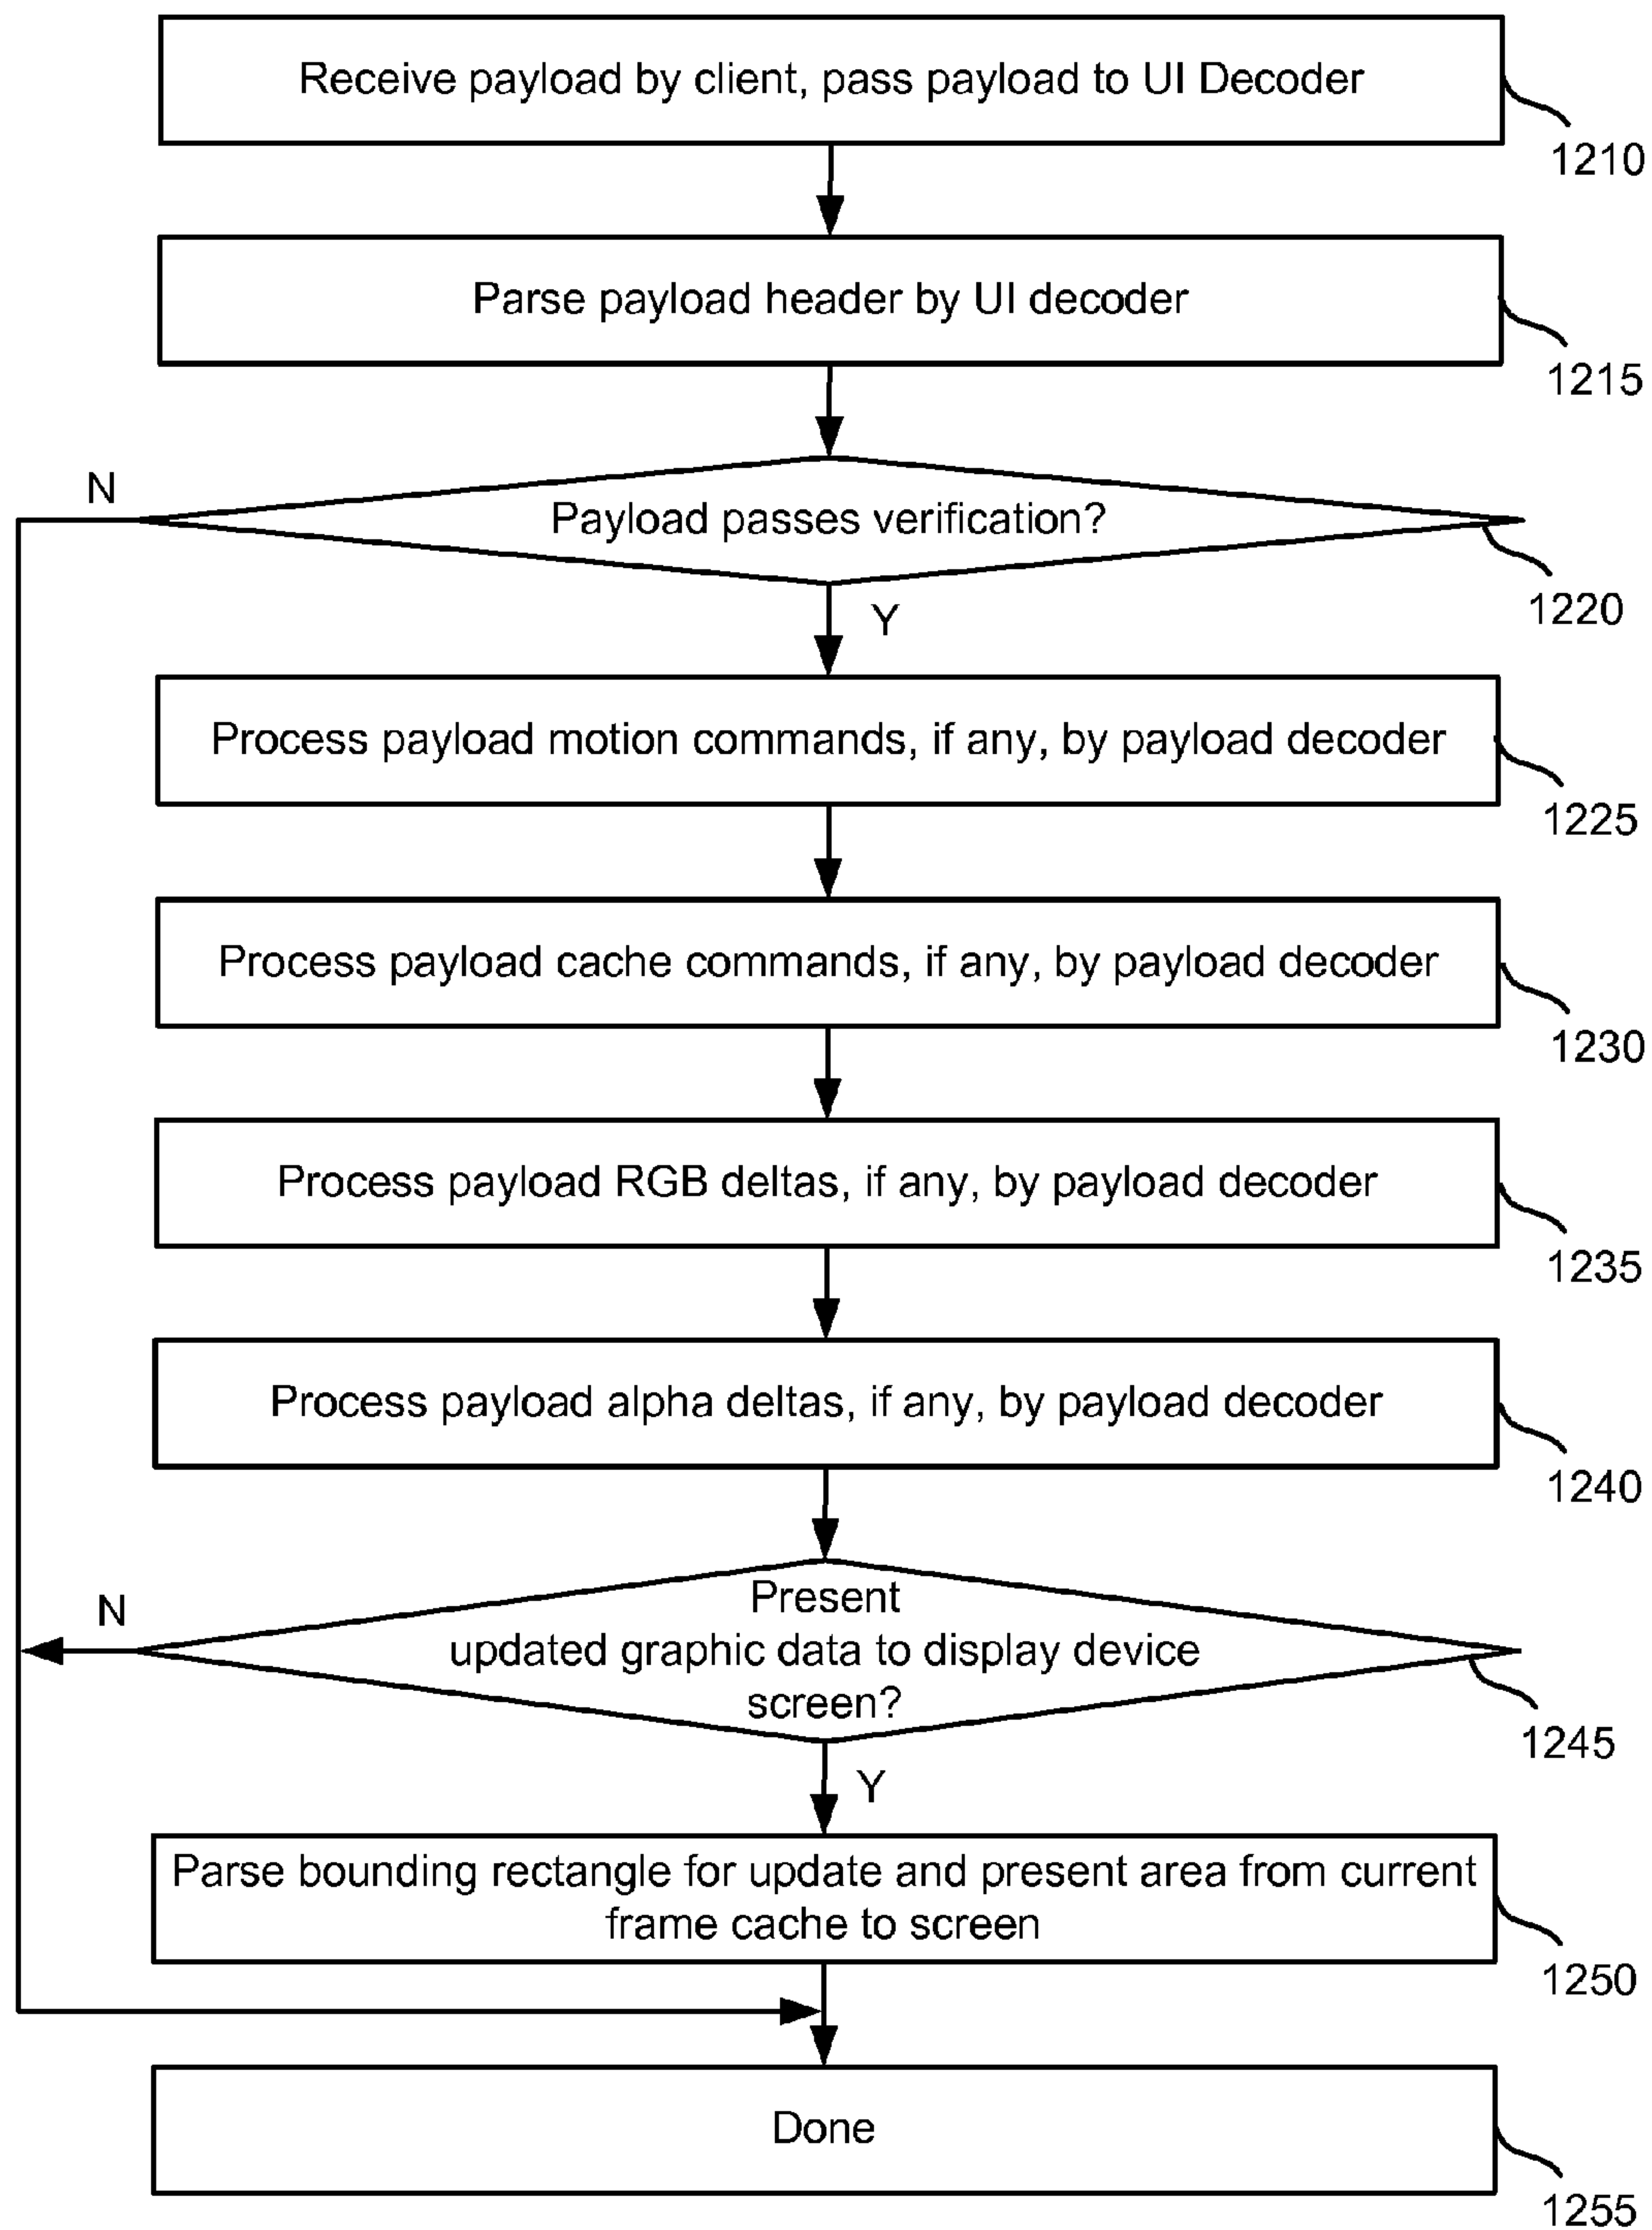 Receive payload by client, pass payload to UI Decoder
1210
Parse payload header by UI decoder
1215
N
Payload passes verification?
1220
Y
Process payload motion commands, if any, by payload decoder
1225
Process payload cache commands, if any, by payload decoder
1230
Process payload RGB deltas, if any, by payload decoder
1235
Process payload alpha deltas, if any, by payload decoder
1240
N
Present
updated graphic data to display device
screen?
1245
Y
Parse bounding rectangle for update and present area from current
frame cache to screen
1250
Done
1255